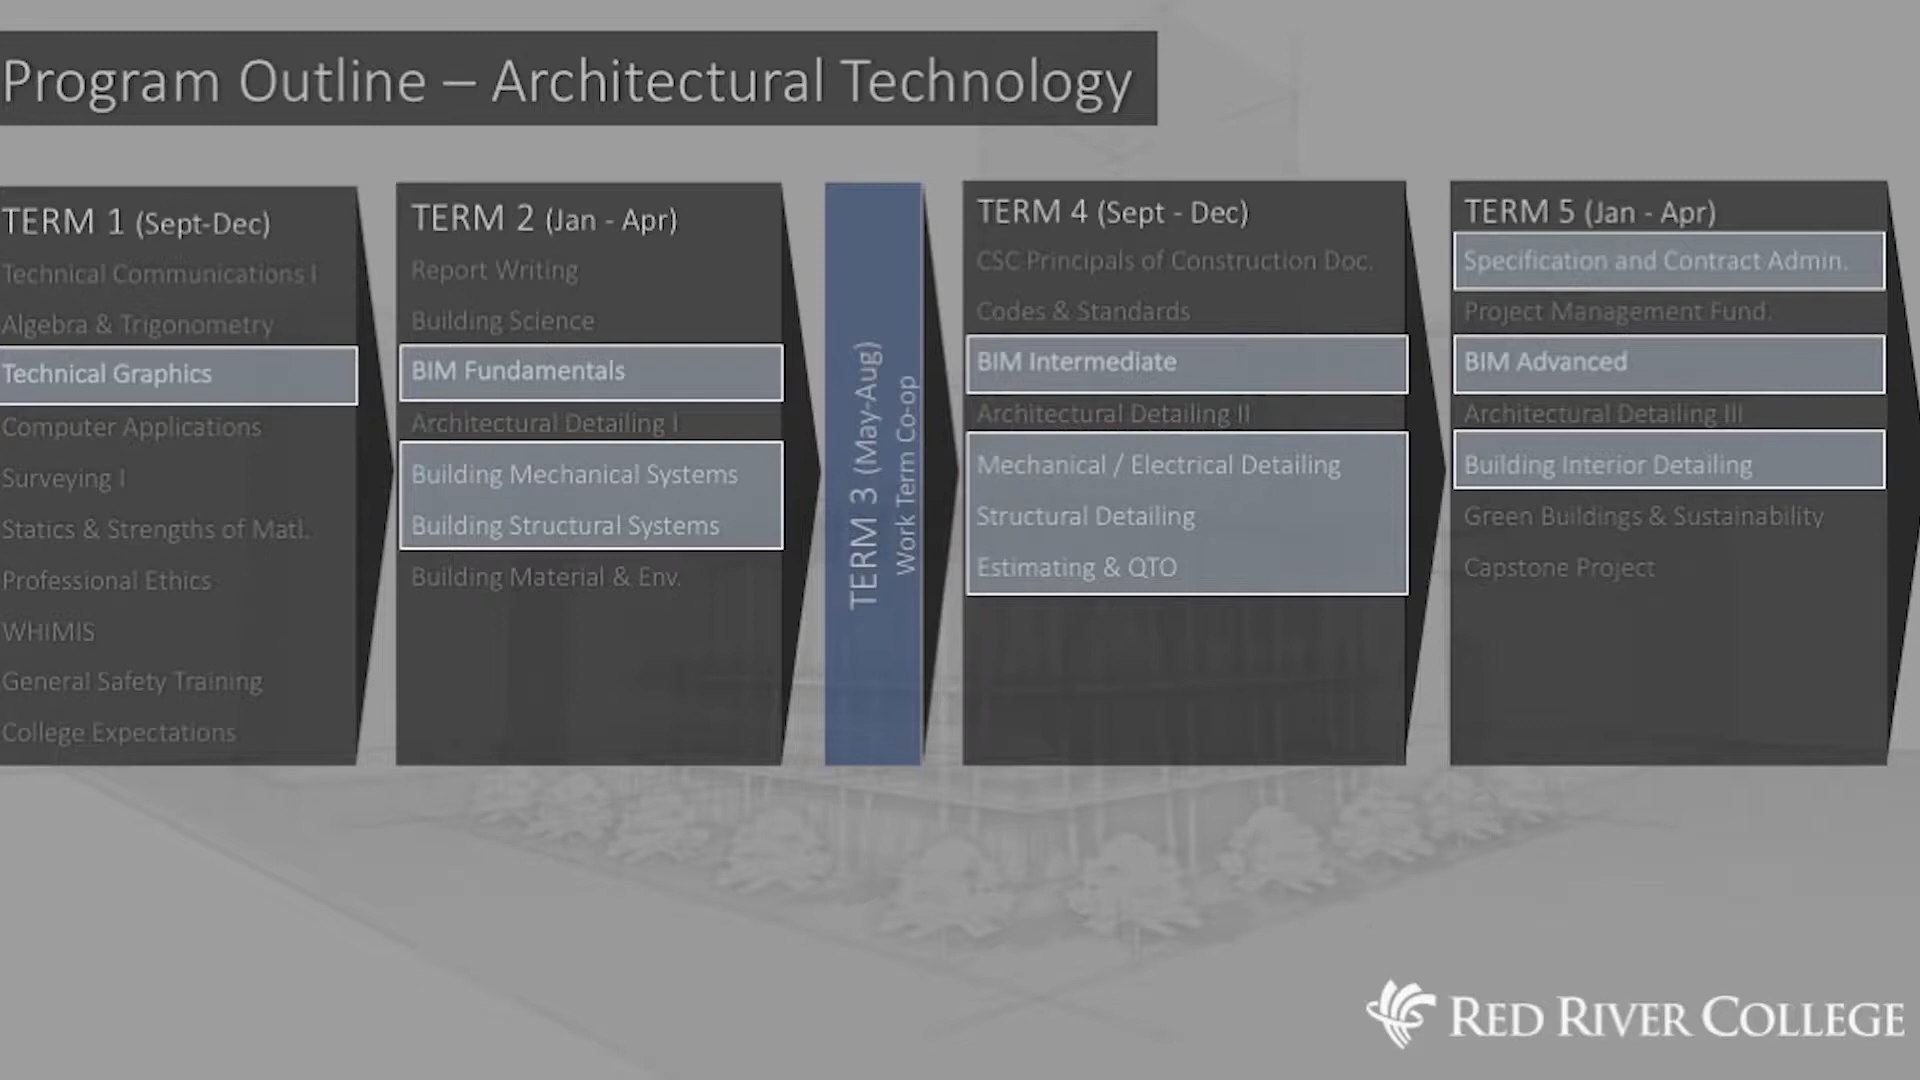 Program Outline – Architectural Technology
TERM 1 (Sept-Dec)
Technical Communications I
Algebra & Trigonometry
Technical Graphics
Computer Applications
Surveying I
Statics & Strengths of Matl.
Professional Ethics
WHIMIS
General Safety Training
College Expectations
TERM 2 (Jan - Apr)
Report Writing
Building Science
BIM Fundamentals
Architectural Detailing I
Building Mechanical Systems
Building Structural Systems
Building Material & Env.
TERM 3 (May-Aug)
Work Term Co-op
TERM 4 (Sept - Dec)
CSC Principals of Construction Doc.
Codes & Standards
BIM Intermediate
Architectural Detailing II
Mechanical / Electrical Detailing
Structural Detailing
Estimating & QTO
TERM 5 (Jan - Apr)
Specification and Contract Admin.
Project Management Fund.
BIM Advanced
Architectural Detailing III
Building Interior Detailing
Green Buildings & Sustainability
Capstone Project
RED RIVER COLLEGE